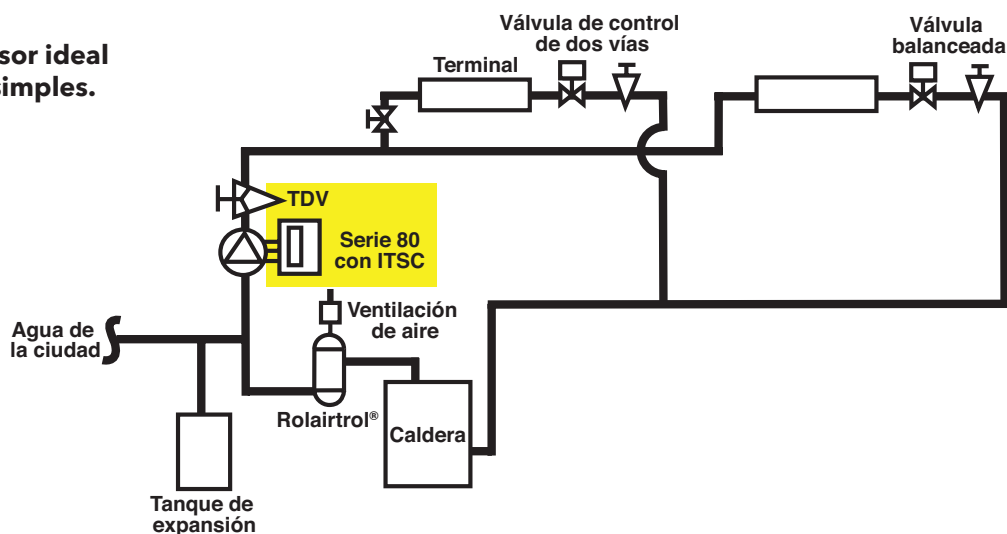 sor ideal
simples.
Válvula de control
de dos vías
Válvula
balanceada
Terminal
TDV
Serie 80
con ITSC
Ventilación
de aire
Agua de
la ciudad
Rolairtrol®
Caldera
Tanque de
expansión